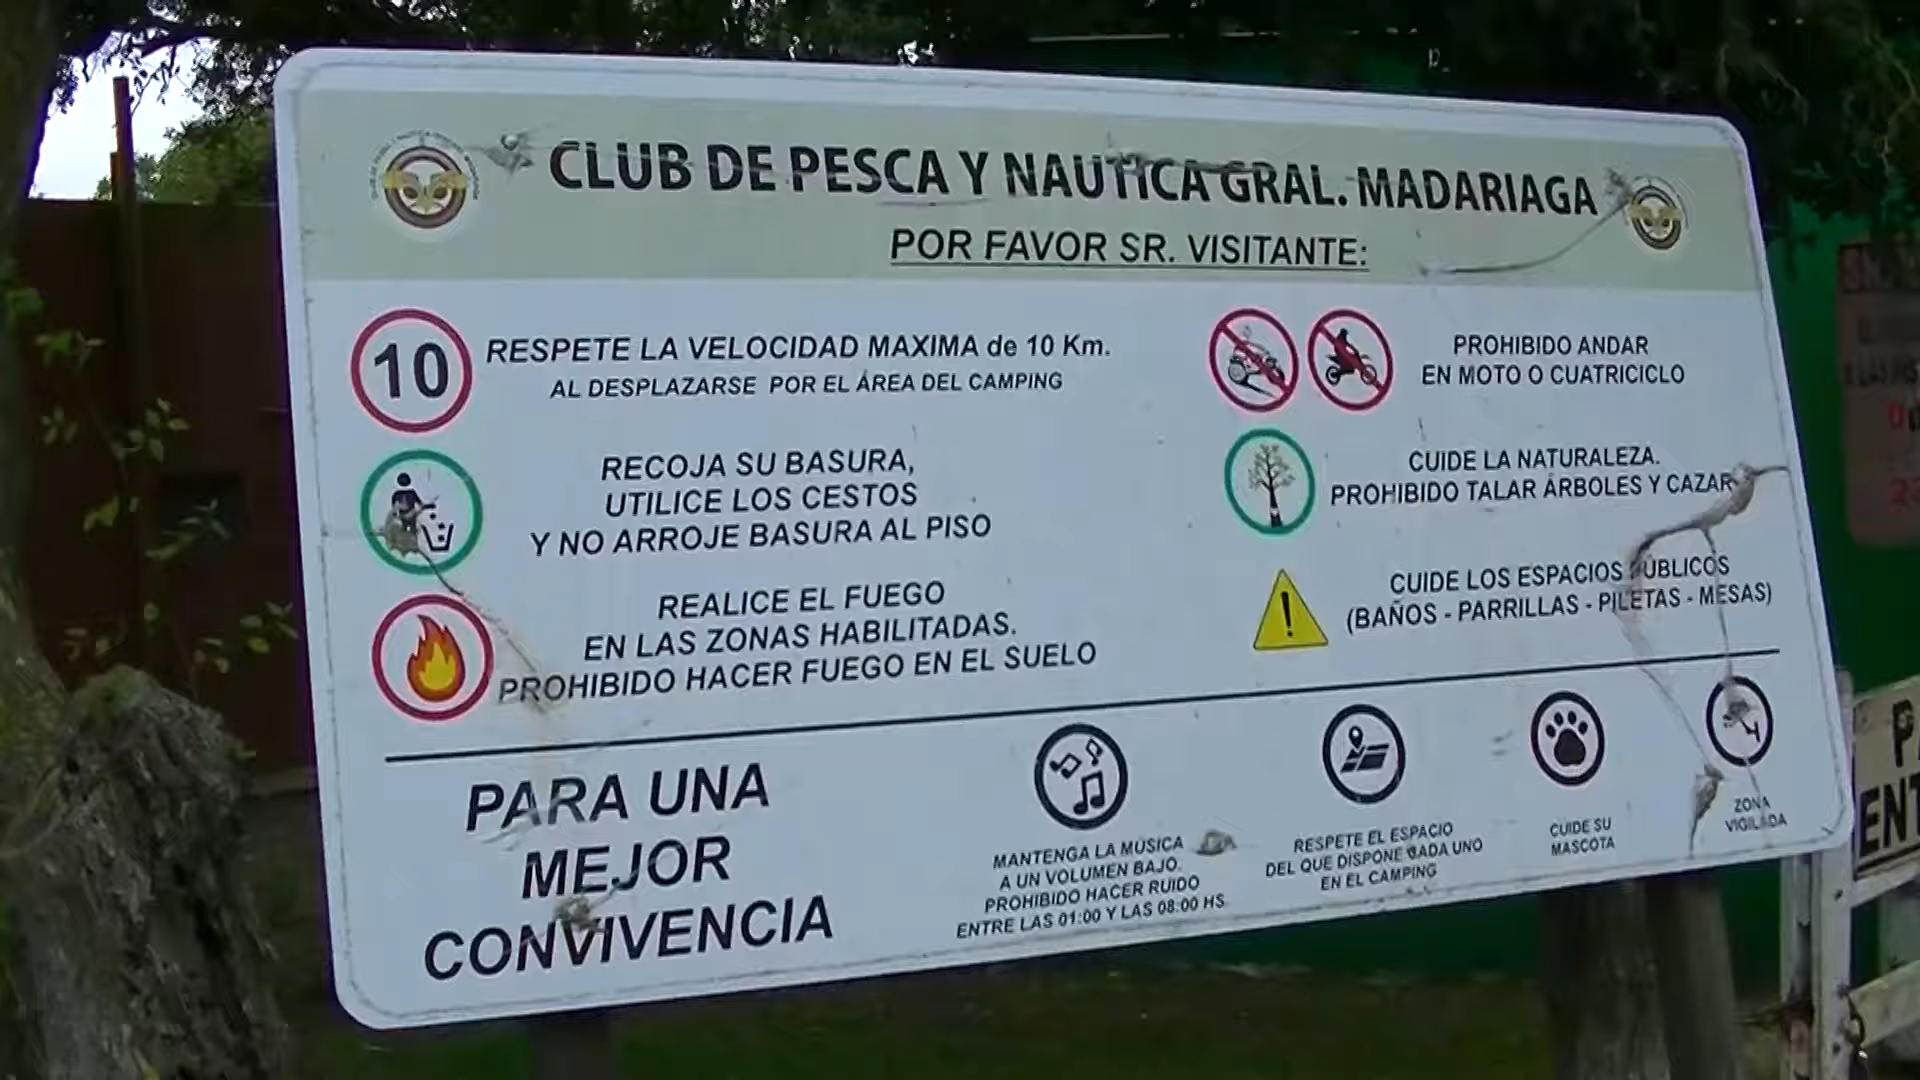 CLUB DE PESCA Y NAUTICA GRAL. MADARIAGA
POR FAVOR SR. VISITANTE:
10
RESPETE LA VELOCIDAD MAXIMA de 10 Km.
AL DESPLAZARSE POR EL ÁREA DEL CAMPING
RECOJA SU BASURA,
UTILICE LOS CESTOS
Y NO ARROJE BASURA AL PISO
REALICE EL FUEGO
EN LAS ZONAS HABILITADAS.
PROHIBIDO HACER FUEGO EN EL SUELO
PROHIBIDO ANDAR
EN MOTO O CUATRICICLO
CUIDE LA NATURALEZA.
PROHIBIDO TALAR ÁRBOLES Y CAZAR
CUIDE LOS ESPACIOS PÚBLICOS
(BAÑOS - PARRILLAS - PILETAS - MESAS)
PARA UNA
MEJOR
CONVIVENCIA
MANTENGA LA MÚSICA
A UN VOLUMEN BAJO.
PROHIBIDO HACER RUIDO
ENTRE LAS 01:00 Y LAS 08:00 HS
RESPETE EL ESPACIO
DEL QUE DISPONE CADA UNO
EN EL CAMPING
CUIDE SU
MASCOTA
ZONA
VIGILADA